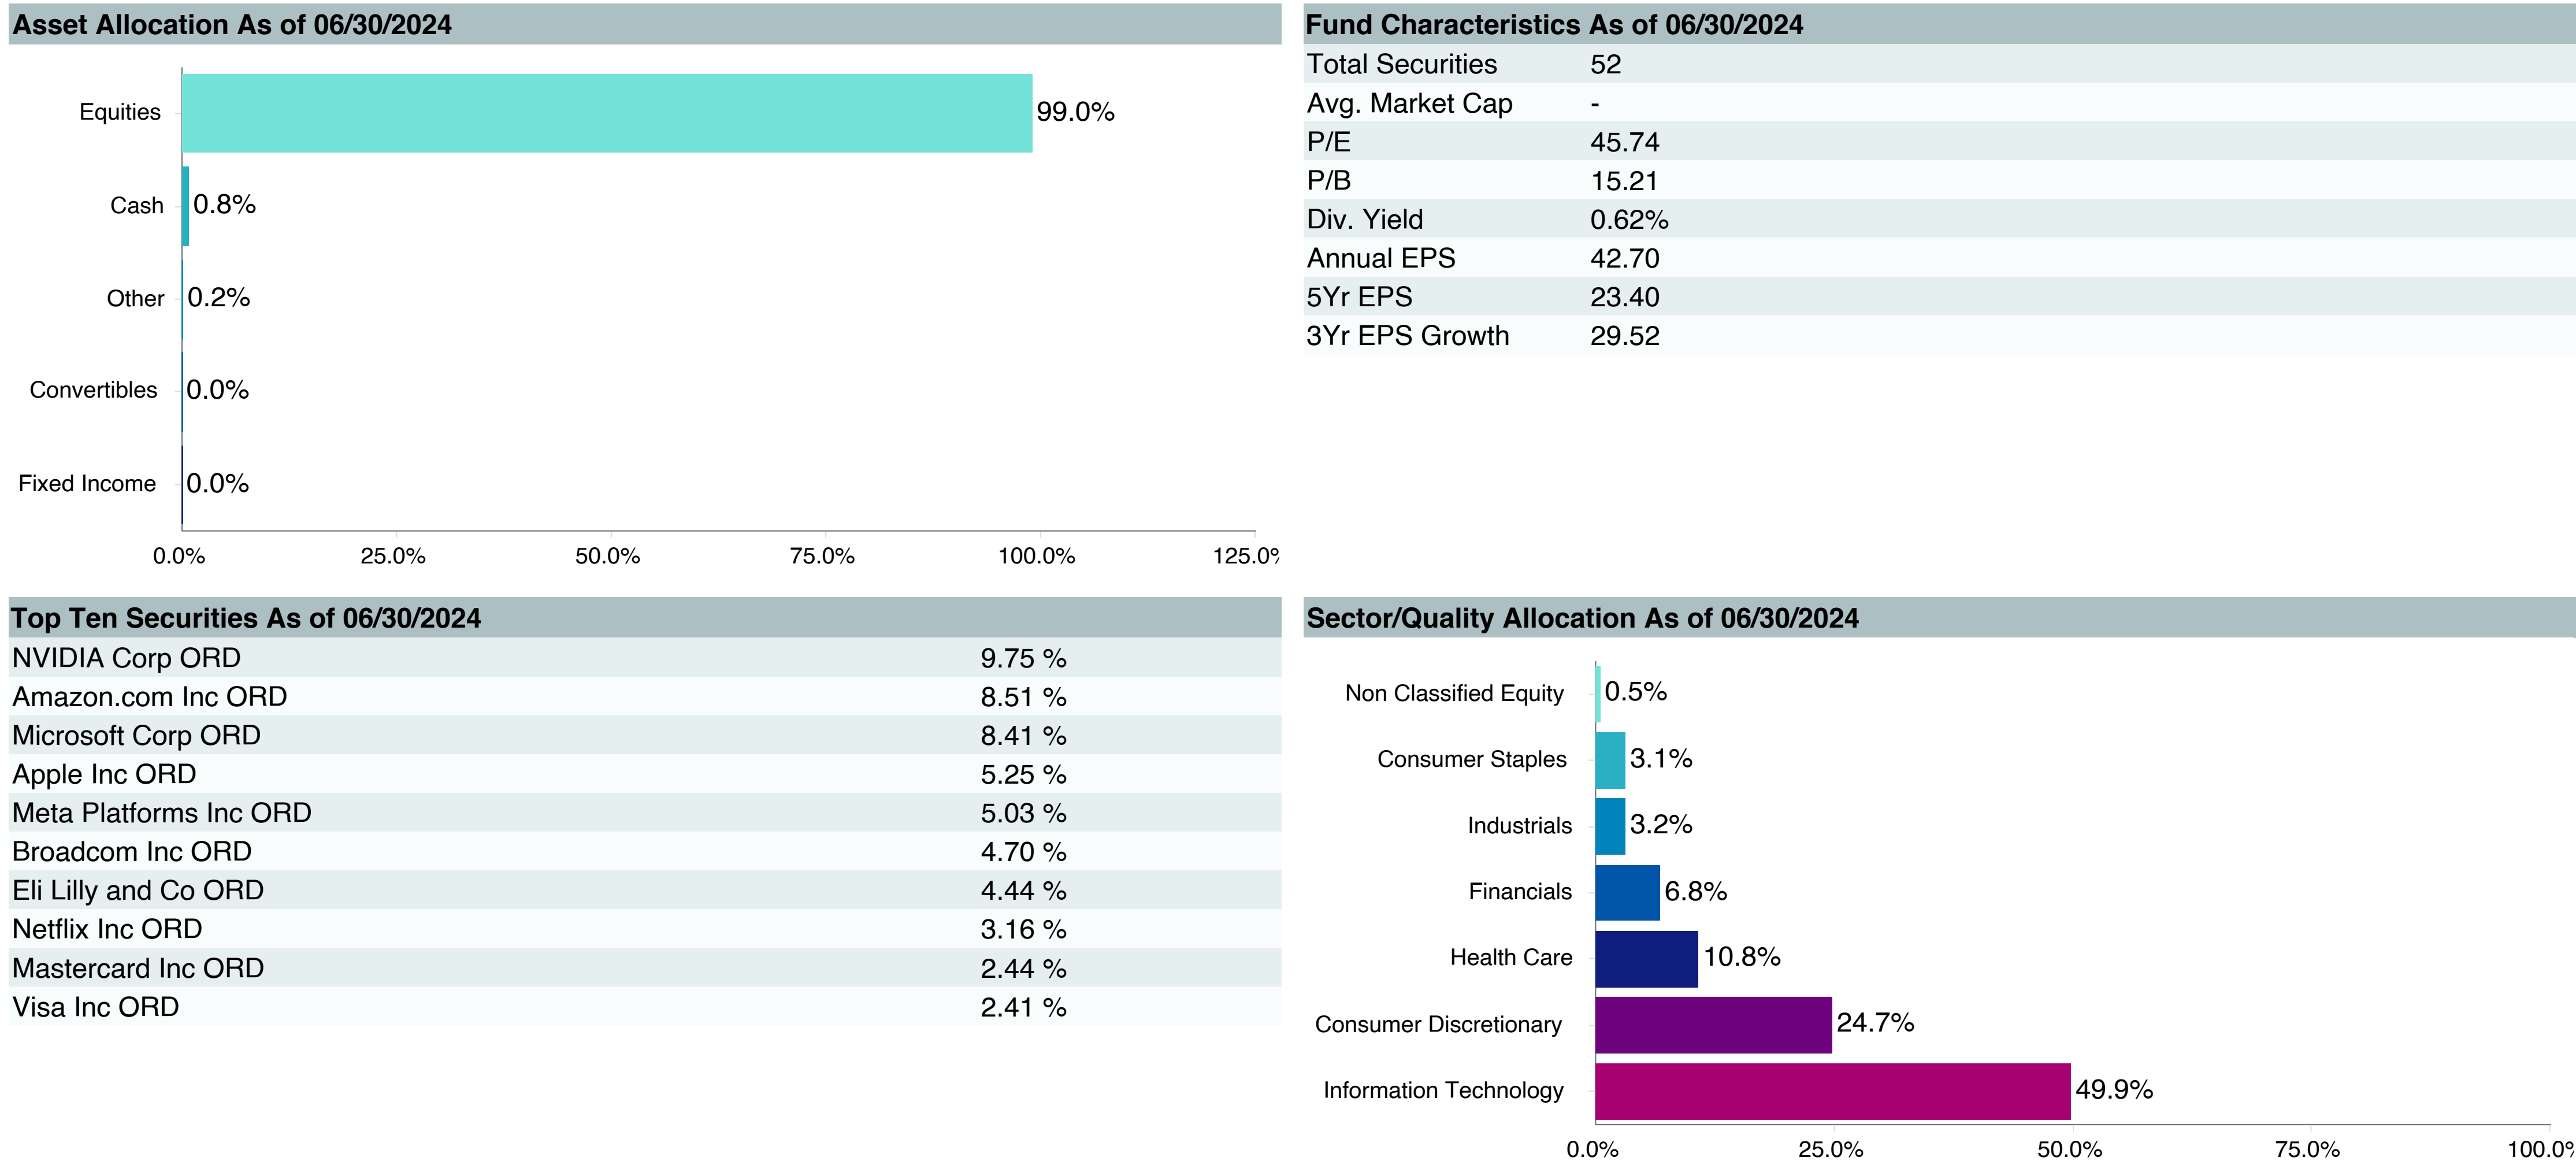 Asset Allocation As of 06/30/2024
Equities 99.0%
Cash 0.8%
Other 0.2%
Convertibles 0.0%
Fixed Income 0.0%
0.0% 25.0% 50.0% 75.0% 100.0% 125.0%
Fund Characteristics As of 06/30/2024
Total Securities 52
Avg. Market Cap -
P/E 45.74
P/B 15.21
Div. Yield 0.62%
Annual EPS 42.70
5Yr EPS 23.40
3Yr EPS Growth 29.52
Top Ten Securities As of 06/30/2024
NVIDIA Corp ORD 9.75 %
Amazon.com Inc ORD 8.51 %
Microsoft Corp ORD 8.41 %
Apple Inc ORD 5.25 %
Meta Platforms Inc ORD 5.03 %
Broadcom Inc ORD 4.70 %
Eli Lilly and Co ORD 4.44 %
Netflix Inc ORD 3.16 %
Mastercard Inc ORD 2.44 %
Visa Inc ORD 2.41 %
Sector/Quality Allocation As of 06/30/2024
Non Classified Equity 0.5%
Consumer Staples 3.1%
Industrials 3.2%
Financials 6.8%
Health Care 10.8%
Consumer Discretionary 24.7%
Information Technology 49.9%
0.0% 25.0% 50.0% 75.0% 100.0%